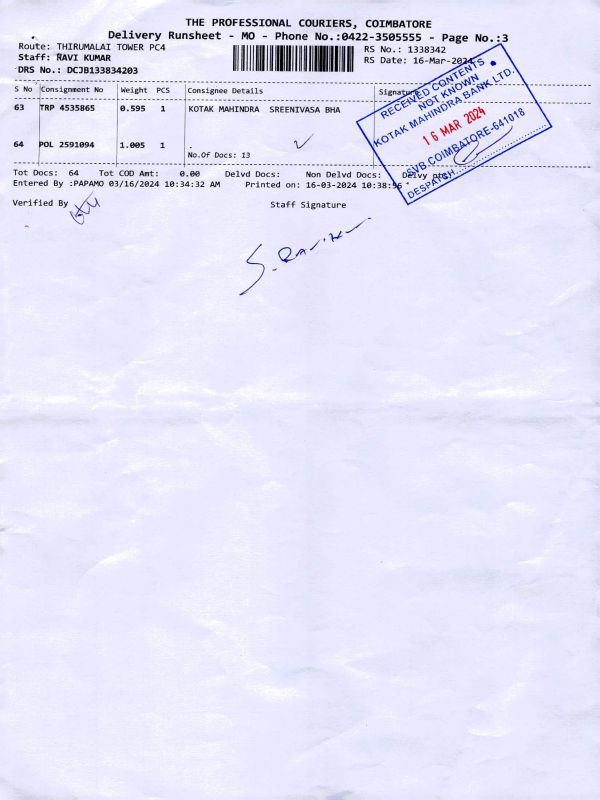 THE PROFESSIONAL COURIERS, COIMBATORE
Delivery Runsheet - MO - Phone No.:0422-3505555 - Page No.:3
Route: THIRUMALAI TOWER PC4
RS No.: 1338342
Staff: RAVI KUMAR
RS Date: 16-Mar-2024
DRS No.: DCJB133834203
S No Consignment No Weight PCS Consignee Details Signature
63 TRP 4535865 0.595 1 KOTAK MAHINDRA SREENIVASA BHA
64 POL 2591094 1.005 1 .
No.Of Docs: 13
RECEIVED CONTENTS
NOT KNOWN
KOTAK MAHINDRA BANK LTD.
16 MAR 2024
SVB COIMBATORE-641018
DESPATCH
Tot Docs: 64 Tot COD Amt: 0.00 Delvd Docs: Non Delvd Docs: Delvy
Entered By :PAPAMO 03/16/2024 10:34:32 AM Printed on: 16-03-2024 10:38:56
Verified By
Staff Signature